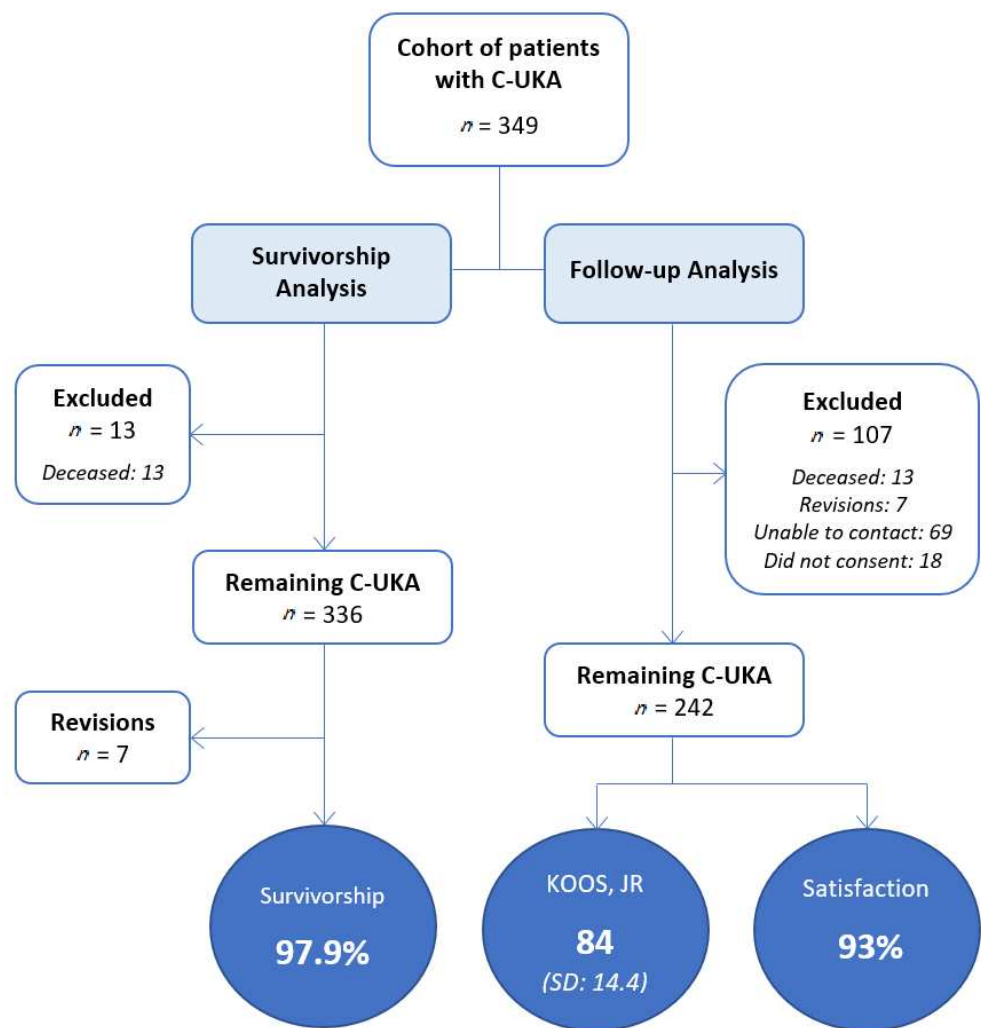 Cohort of patients
with C-UKA
n = 349
Survivorship
Analysis
Follow-up Analysis
Excluded
n = 13
Deceased: 13
Excluded
n = 107
Deceased: 13
Revisions: 7
Unable to contact: 69
Did not consent: 18
Remaining C-UKA
n = 336
Remaining C-UKA
n = 242
Revisions
n = 7
Survivorship
97.9%
KOOS, JR
84
(SD: 14.4)
Satisfaction
93%